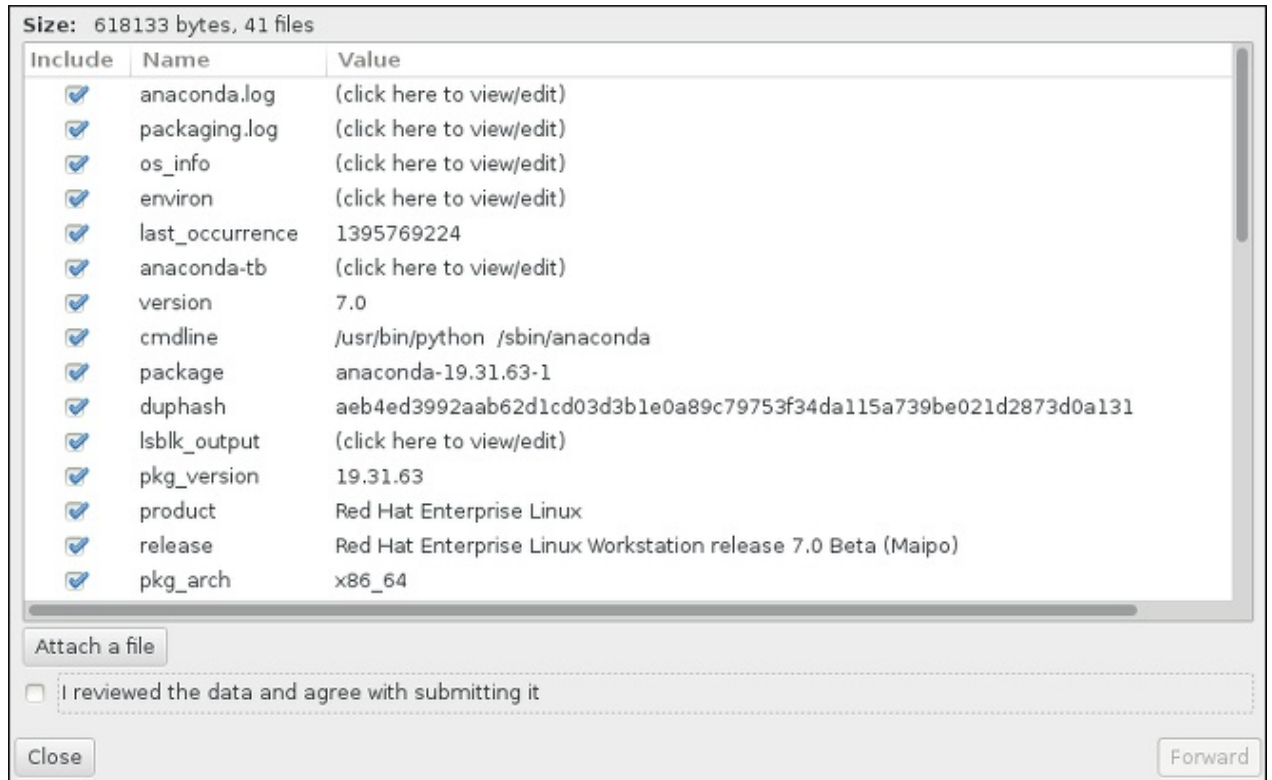 Size: 618133 bytes, 41 files
Include Name Value
anaconda.log (click here to view/edit)
packaging.log (click here to view/edit)
os_info (click here to view/edit)
environ (click here to view/edit)
last_occurrence 1395769224
anaconda-tb (click here to view/edit)
version 7.0
cmdline /usr/bin/python /sbin/anaconda
package anaconda-19.31.63-1
duphash aeb4ed3992aab62d1cd03d3b1e0a89c79753f34da115a739be021d2873d0a131
lsblk_output (click here to view/edit)
pkg_version 19.31.63
product Red Hat Enterprise Linux
release Red Hat Enterprise Linux Workstation release 7.0 Beta (Maipo)
pkg_arch x86_64
Attach a file
I reviewed the data and agree with submitting it
Close Forward